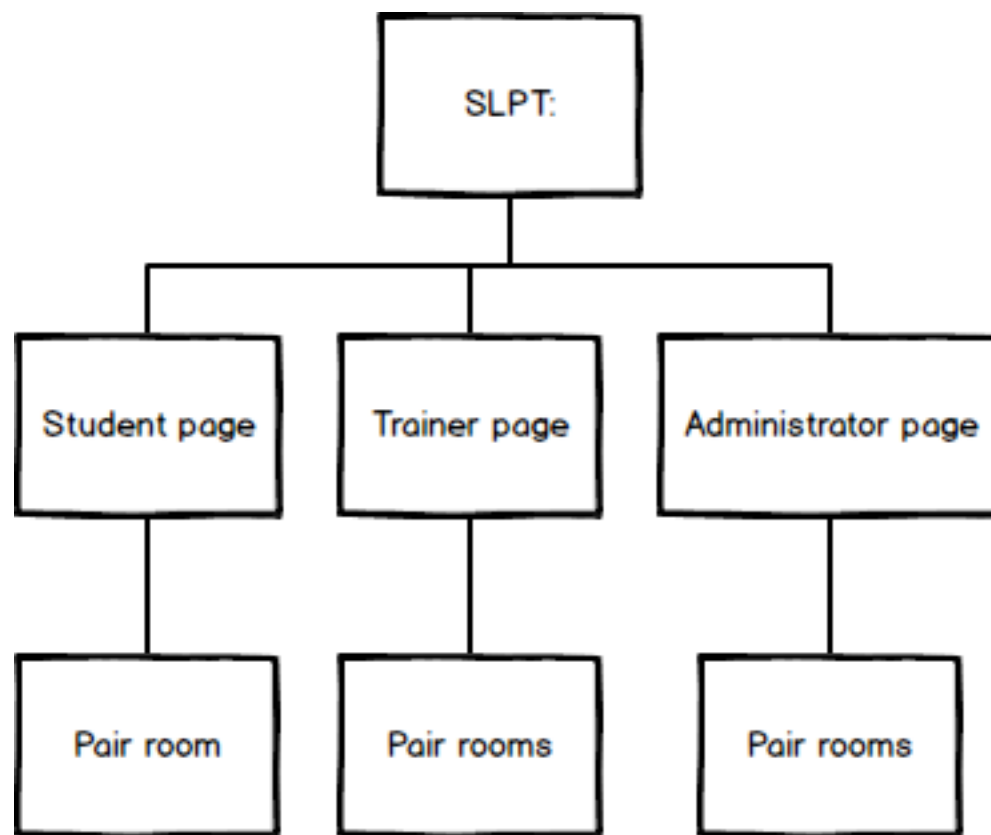 SLPT:
Student page
Trainer page
Administrator page
Pair room
Pair rooms
Pair rooms